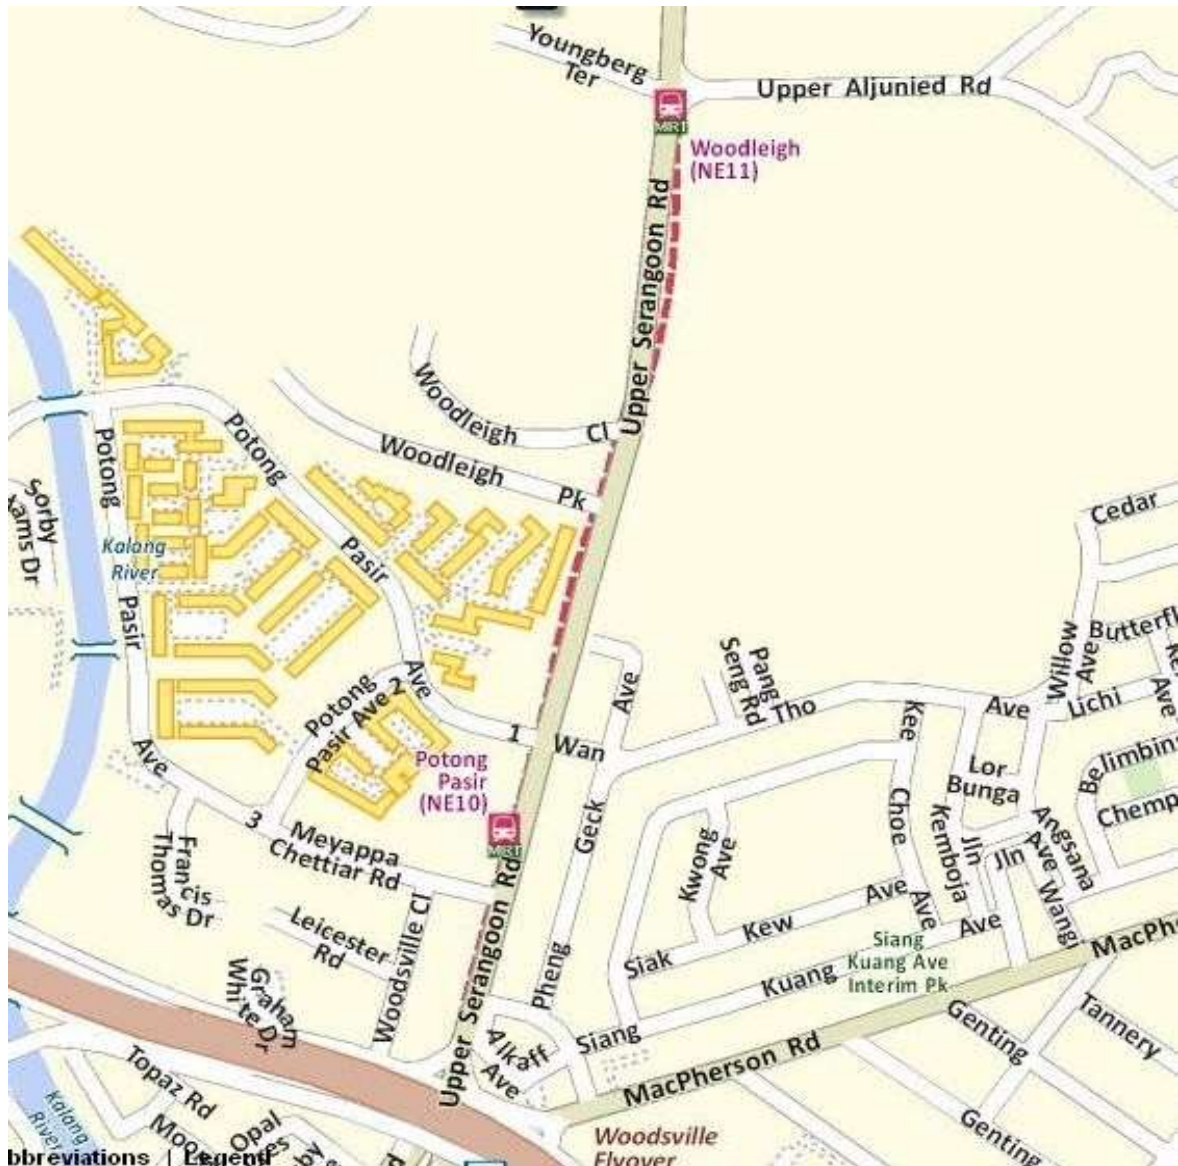 Youngberg
Ter
Upper Aljunied Rd
MRT
Woodleigh
(NE11)
Upper Serangoon Rd
Woodleigh
Cl
Woodleigh
Pk
Potong
Potong
Sorby
Kalang
River
Pasir
Pasir
Cedar
Willow
Ave
Butterfl
Pang
Seng Rd
Ave
Potong
Pasir Ave 2
Ave
1
Wan
Tho
Ave
Kee
Lichi
Ave
Potong
Pasir
(NE10)
MRT
Ave
3
Lor
Bunga
Belimbing
Chemp
Meyappa
Chettiar Rd
Francis
Thomas Dr
Geck
Kwong
Ave
Choe
Ave
Kemboja
Jln
Jln
Angsana
Ave
Wangi
Leicester
Rd
Woodsville Cl
Upper Serangoon Rd
Pheng
Siak
Kew
Ave
Siang
Kuang
Ave
Siang
Kuang Ave
Interim Pk
MacPhe
Graham
White Dr
Alkaff
Ave
MacPherson Rd
Genting
Tannery
Genting
Topaz Rd
Opal
Kalang
River
Woodsville
Flyover
bbreviations | Legend